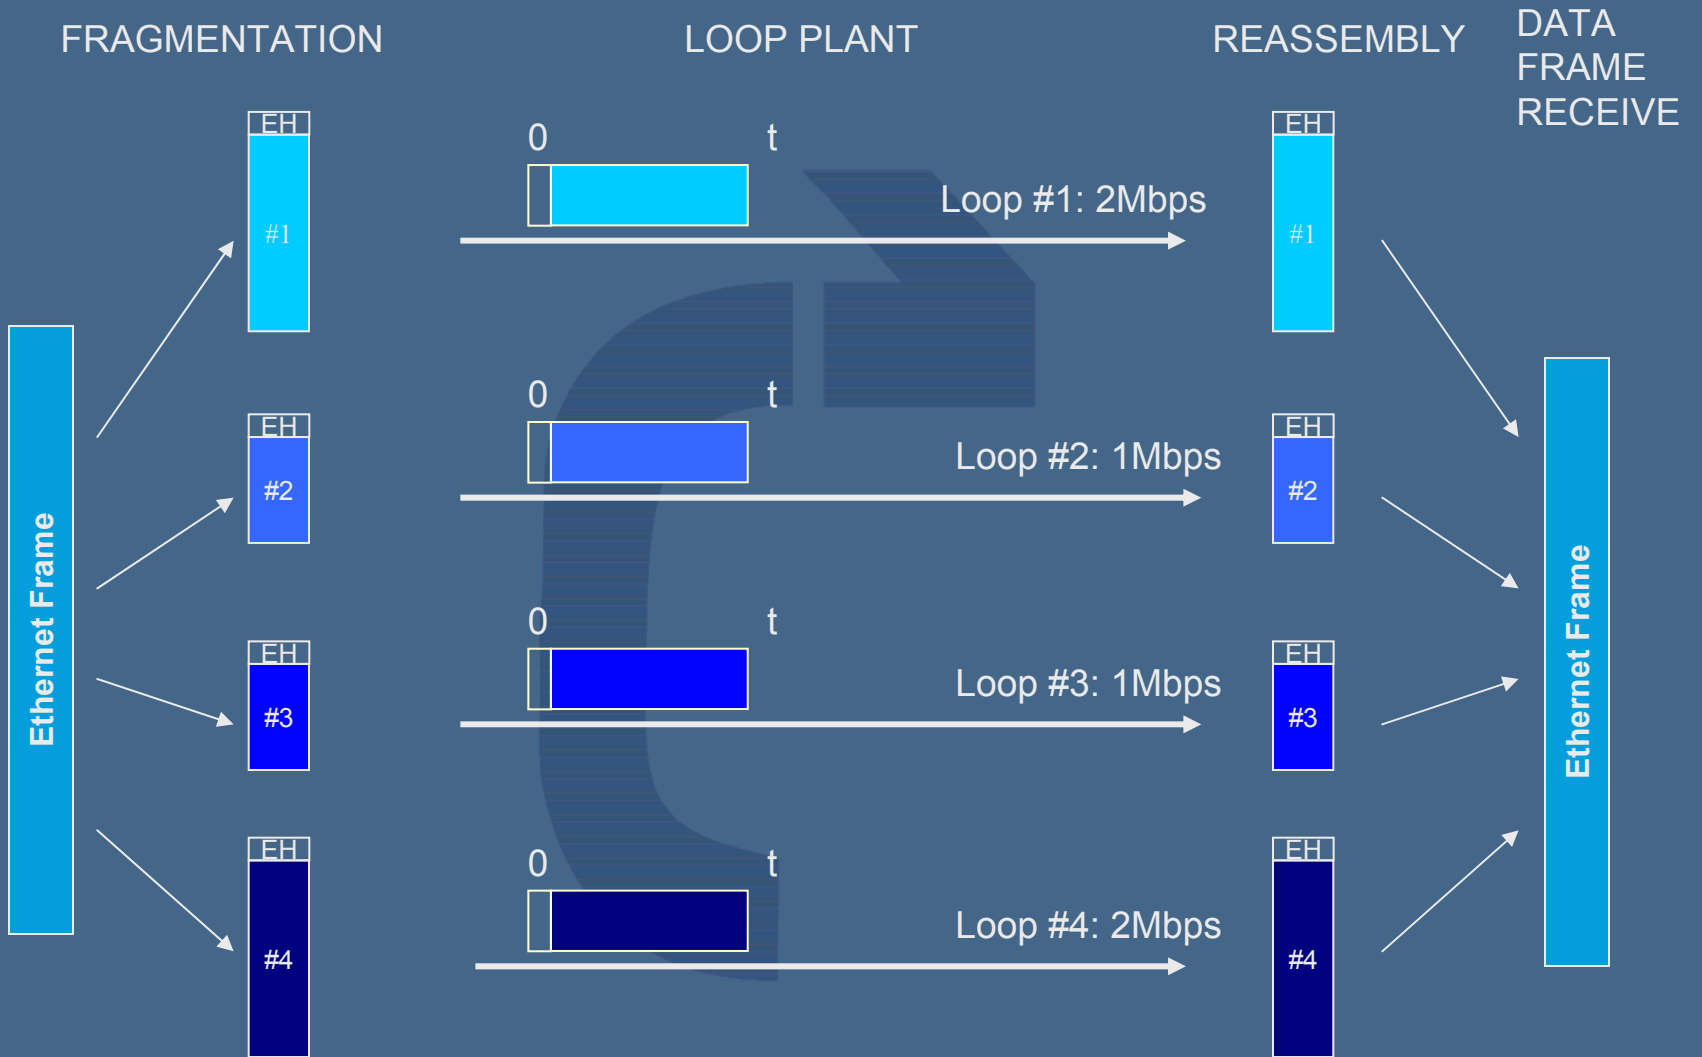 FRAGMENTATION
LOOP PLANT
REASSEMBLY
DATA
FRAME
RECEIVE
Ethernet Frame
EH
#1
0 t
Loop #1: 2Mbps
EH
#1
EH
#2
0 t
Loop #2: 1Mbps
EH
#2
EH
#3
0 t
Loop #3: 1Mbps
EH
#3
EH
#4
0 t
Loop #4: 2Mbps
EH
#4
Ethernet Frame